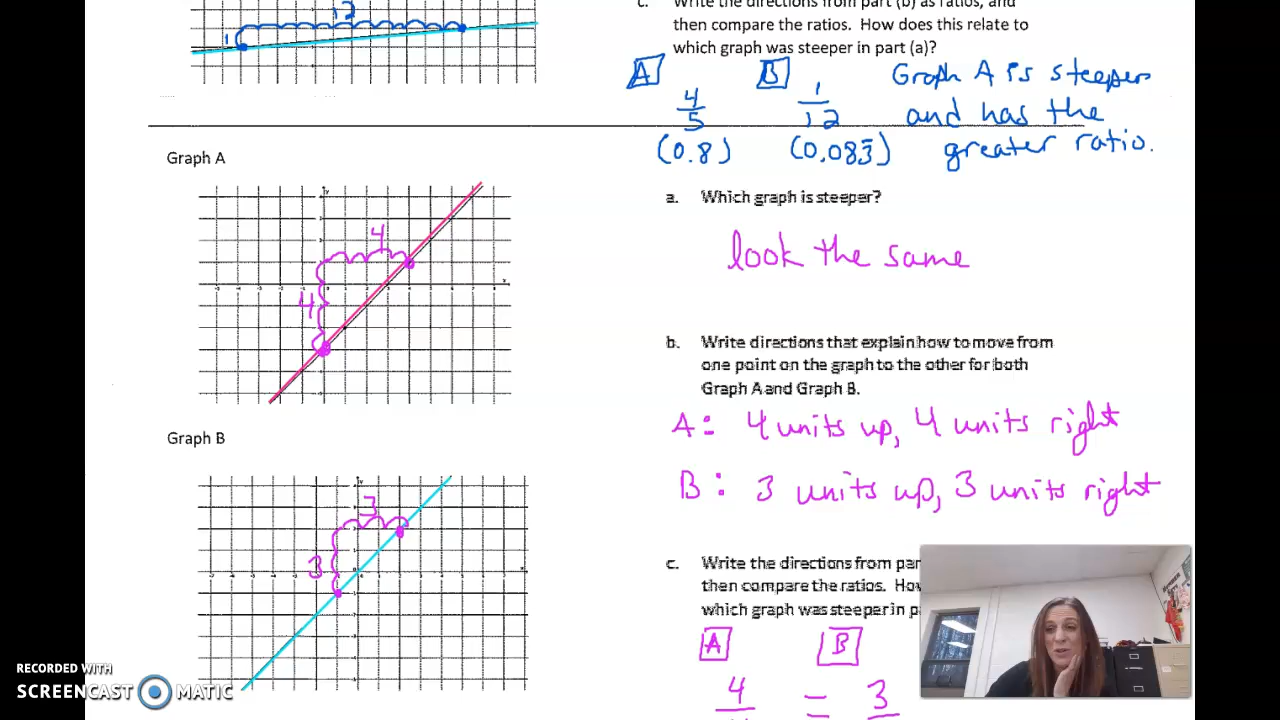 12
1
c. Write the directions from part (b) as ratios, and
then compare the ratios. How does this relate to
which graph was steeper in part (a)?
A B
4/5 1/12
(0.8) (0.083̅)
Graph A is steeper
and has the
greater ratio.
Graph A
4
4
a. Which graph is steeper?
look the same
b. Write directions that explain how to move from
one point on the graph to the other for both
Graph A and Graph B.
A: 4 units up, 4 units right
B: 3 units up, 3 units right
Graph B
3
3
c. Write the directions from par
then compare the ratios. How
which graph was steeper in p
A B
4 = 3
RECORDED WITH
SCREENCAST MATIC